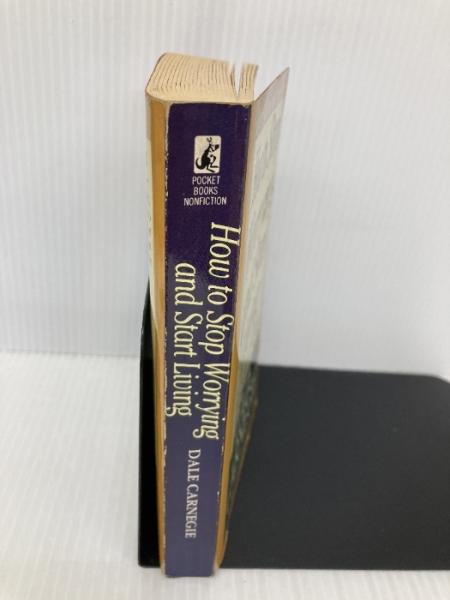 POCKET
BOOKS
NONFICTION
How to Stop Worrying
and Start Living
DALE CARNEGIE